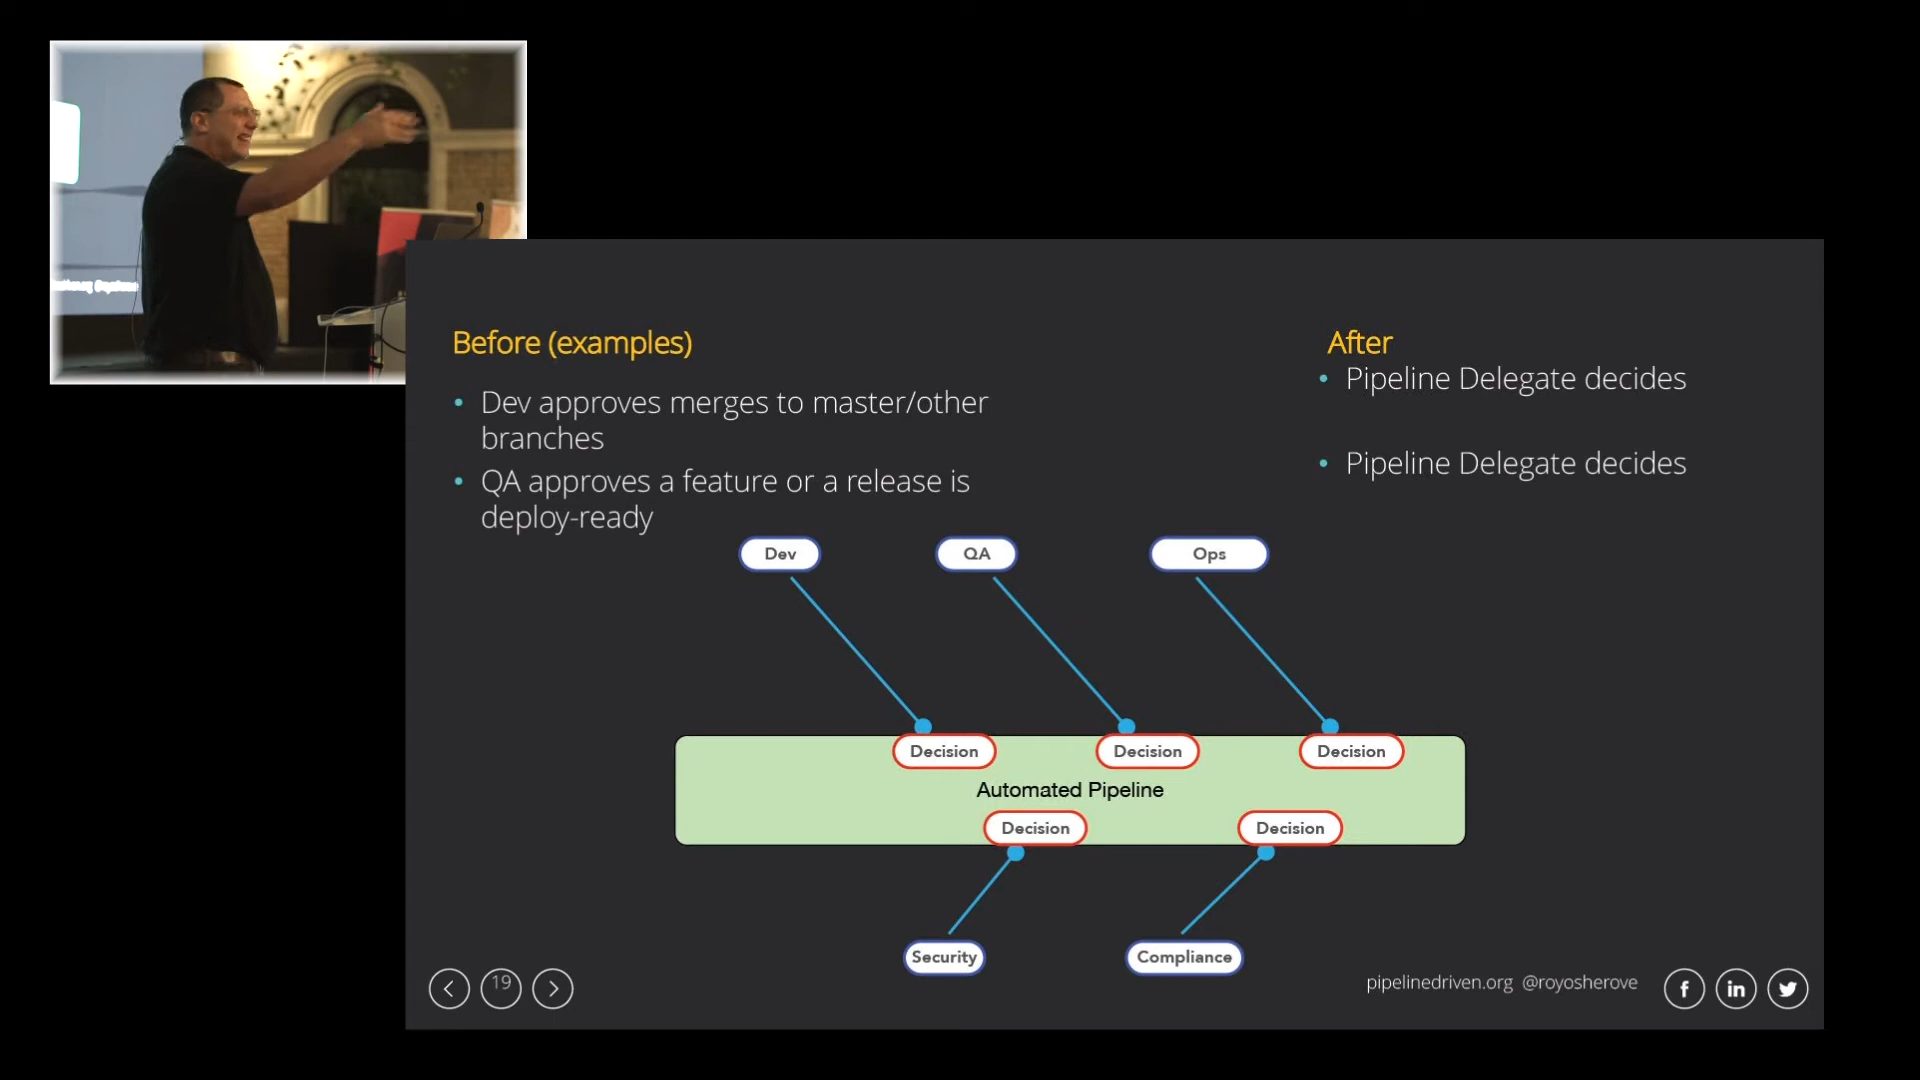 Before (examples)
• Dev approves merges to master/other
branches
• QA approves a feature or a release is
deploy-ready
After
• Pipeline Delegate decides
• Pipeline Delegate decides
Dev
QA
Ops
Decision
Decision
Decision
Automated Pipeline
Decision
Decision
Security
Compliance
19
pipelinedriven.org @royosherove
f
in